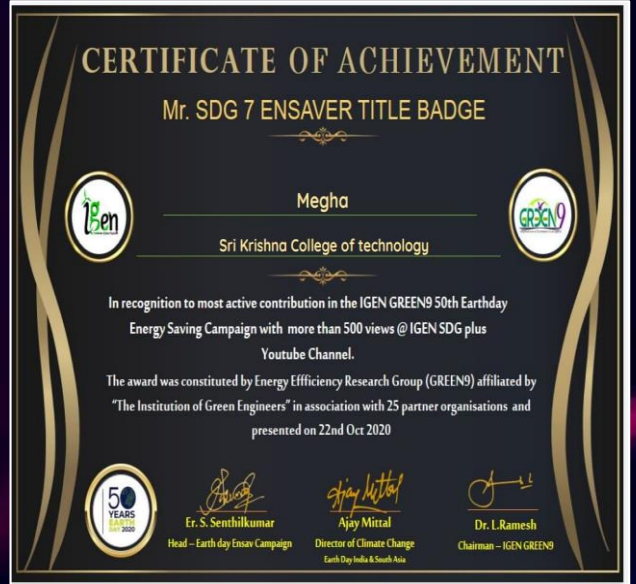 CERTIFICATE OF ACHIEVEMENT
Mr. SDG 7 ENSAVER TITLE BADGE
igen
GREEN9
Megha
Sri Krishna College of technology
In recognition to most active contribution in the IGEN GREEN9 50th Earthday
Energy Saving Campaign with more than 500 views @ IGEN SDG plus
Youtube Channel.
The award was constituted by Energy Effficiency Research Group (GREEN9) affiliated by
"The Institution of Green Engineers" in association with 25 partner organisations and
presented on 22nd Oct 2020
50
YEARS
EARTH
DAY 2020
Ajay Mittal
Er. S. Senthilkumar
Head – Earth day Ensav Campaign
Ajay Mittal
Director of Climate Change
Earth Day India & South Asia
Dr. L.Ramesh
Chairman – IGEN GREEN9